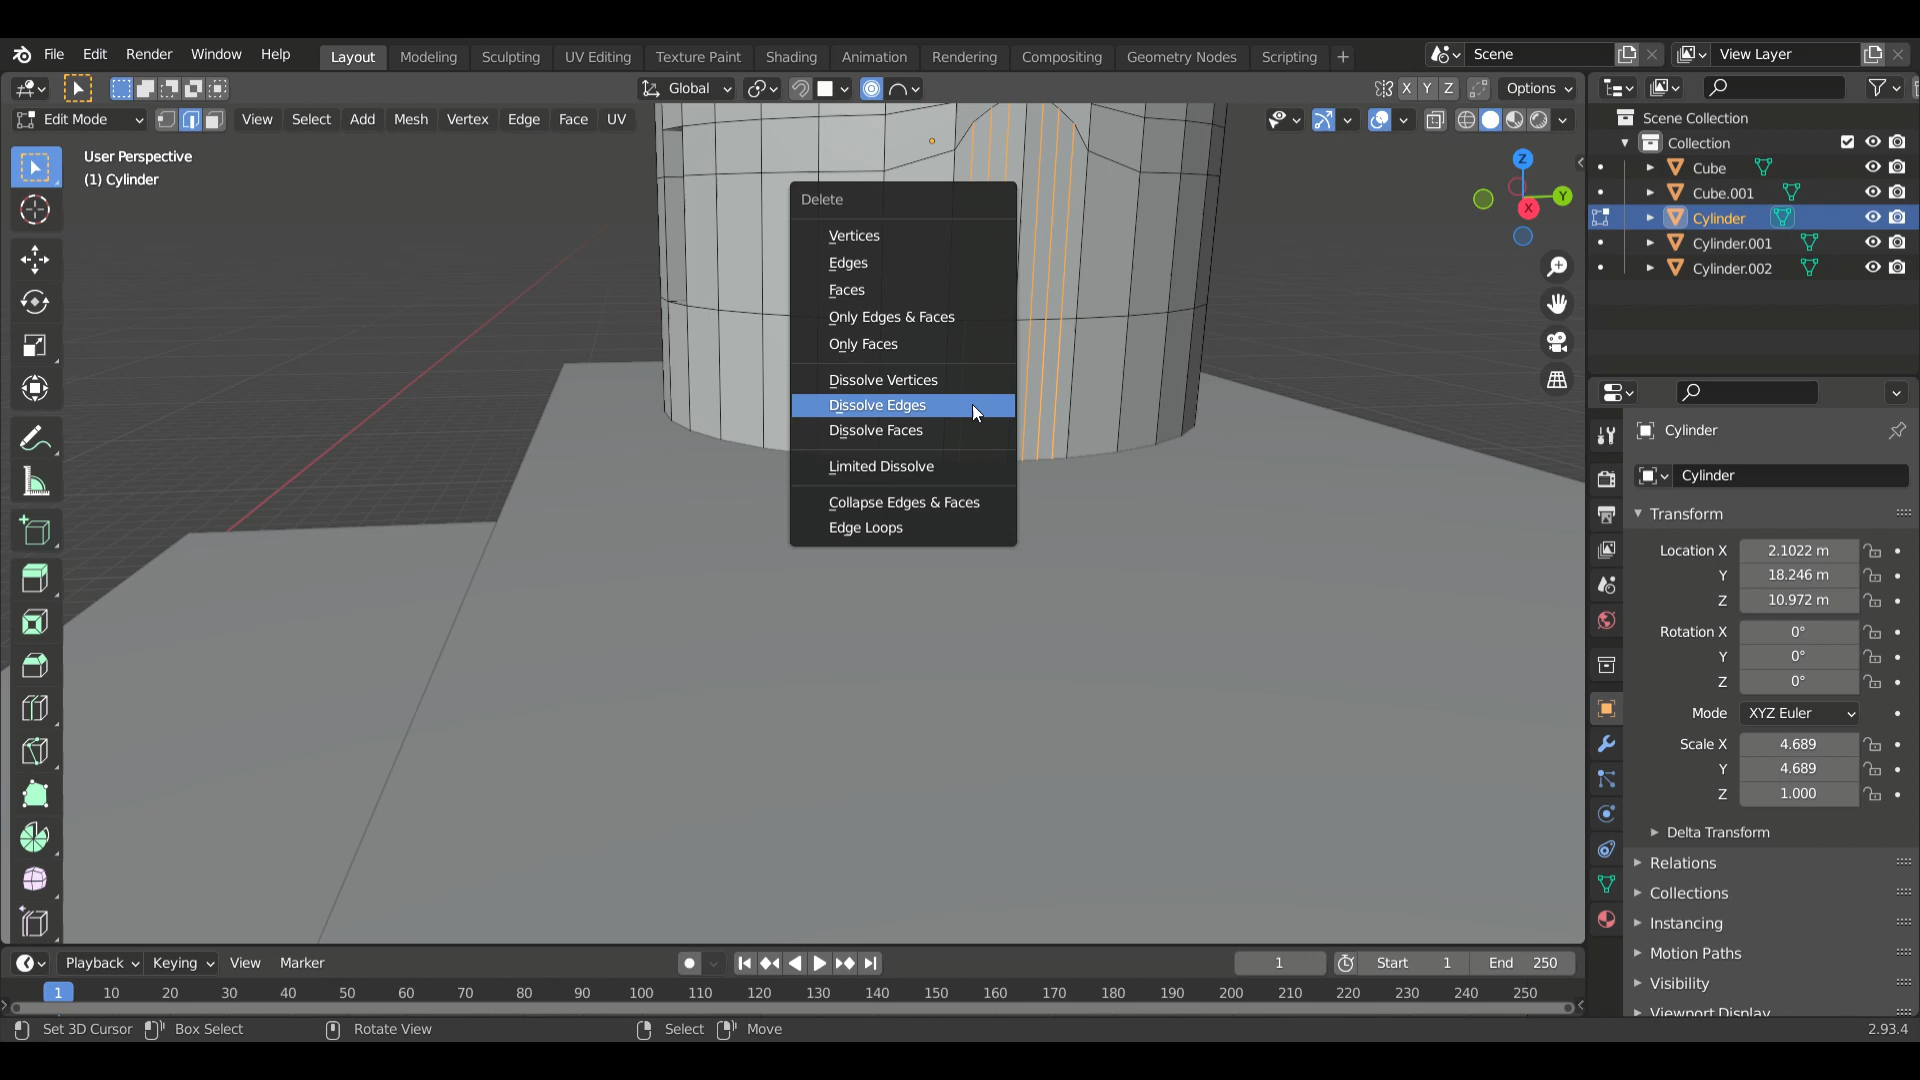 File Edit Render Window Help Layout Modeling Sculpting UV Editing Texture Paint Shading Animation Rendering Compositing Geometry Nodes Scripting + Scene View Layer
Global X Y Z Options
Edit Mode View Select Add Mesh Vertex Edge Face UV
User Perspective
(1) Cylinder
Z
Y
X
Delete
Vertices
Edges
Faces
Only Edges & Faces
Only Faces
Dissolve Vertices
Dissolve Edges
Dissolve Faces
Limited Dissolve
Collapse Edges & Faces
Edge Loops
Scene Collection
Collection
Cube
Cube.001
Cylinder
Cylinder.001
Cylinder.002
Cylinder
Cylinder
Transform
Location X 2.1022 m
Y 18.246 m
Z 10.972 m
Rotation X 0°
Y 0°
Z 0°
Mode XYZ Euler
Scale X 4.689
Y 4.689
Z 1.000
Delta Transform
Relations
Collections
Instancing
Motion Paths
Visibility
Viewport Display
Playback Keying View Marker 1 Start 1 End 250
1 10 20 30 40 50 60 70 80 90 100 110 120 130 140 150 160 170 180 190 200 210 220 230 240 250
Set 3D Cursor Box Select Rotate View Select Move 2.93.4